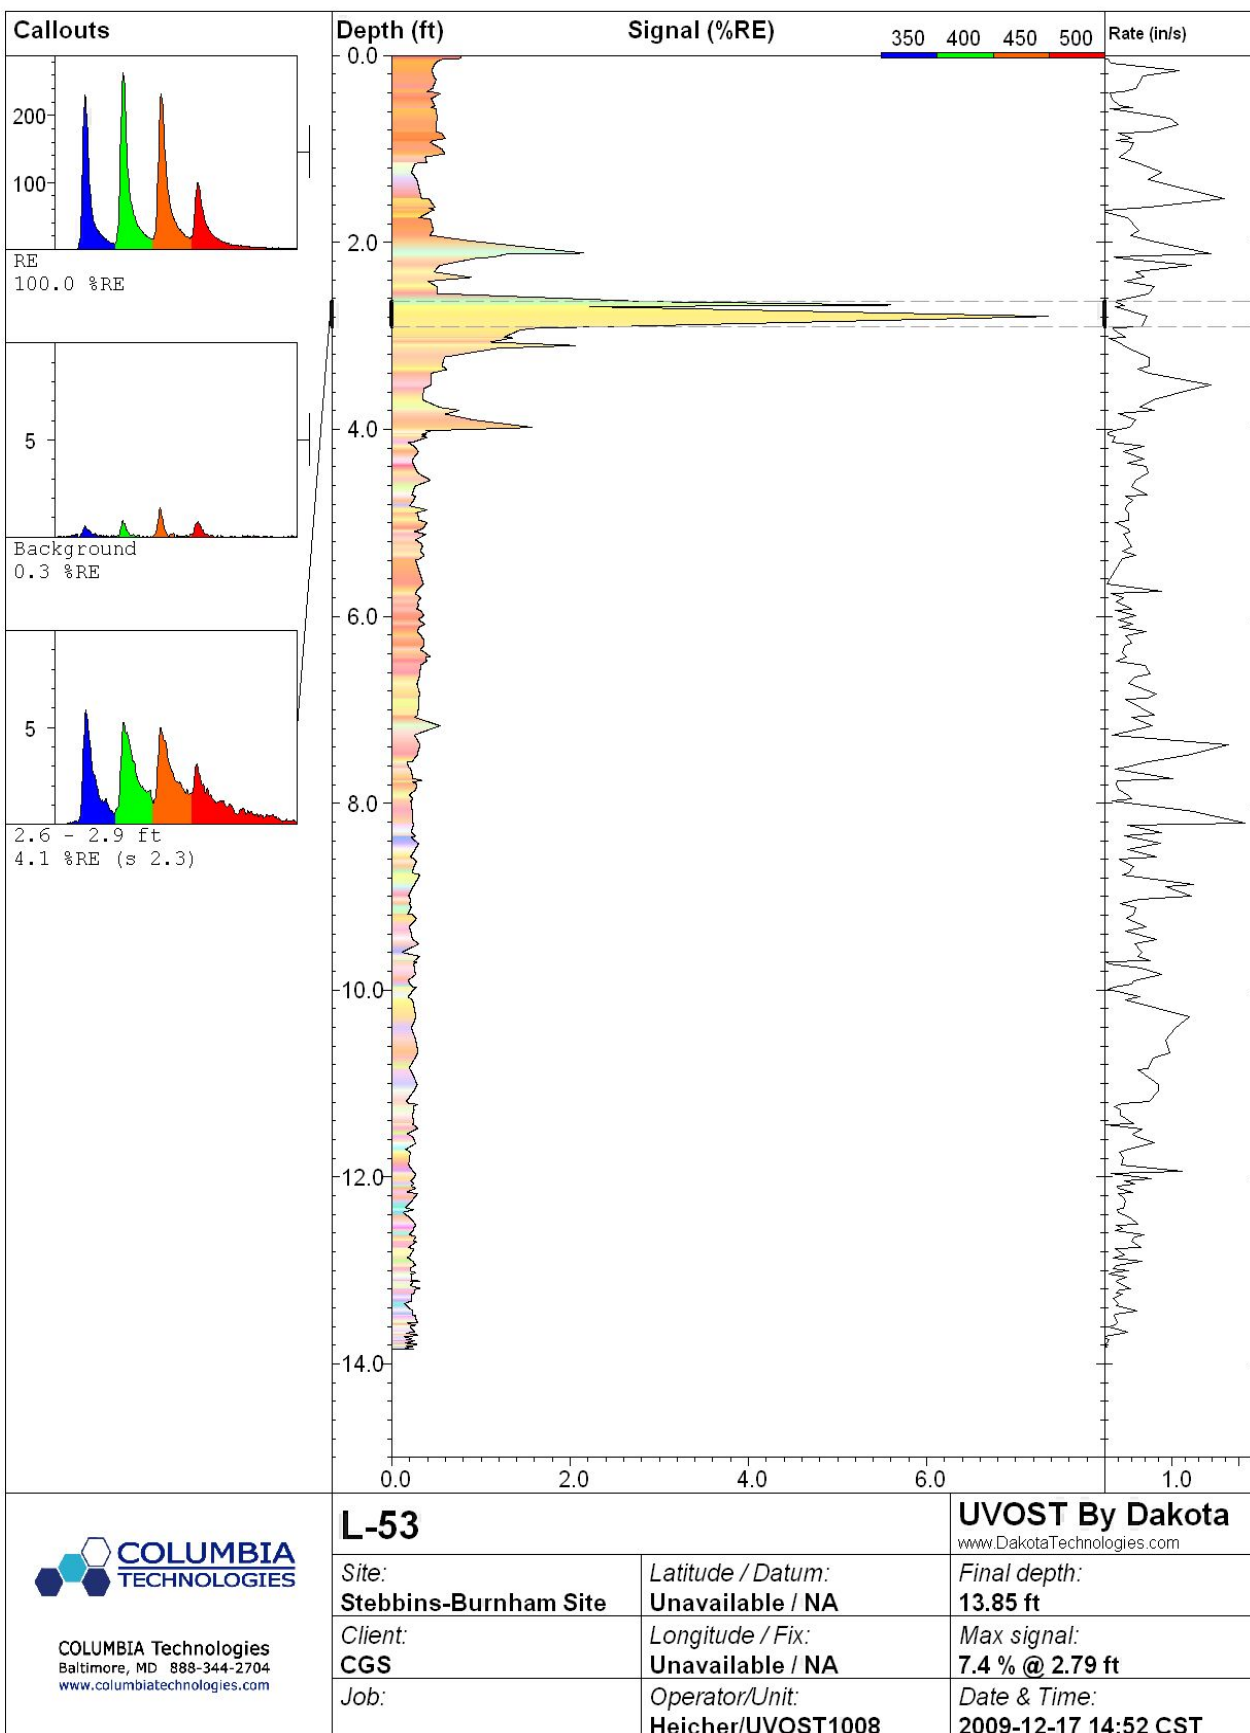 Callouts
Depth (ft)
Signal (%RE)
350 400 450 500
Rate (in/s)
200
100
RE
100.0 %RE
5
Background
0.3 %RE
5
2.6 - 2.9 ft
4.1 %RE (s 2.3)
0.0
2.0
4.0
6.0
8.0
10.0
12.0
14.0
0.0 2.0 4.0 6.0
1.0
COLUMBIA
TECHNOLOGIES
COLUMBIA Technologies
Baltimore, MD 888-344-2704
www.columbiatechnologies.com
L-53
UVOST By Dakota
www.DakotaTechnologies.com
Site:
Stebbins-Burnham Site
Latitude / Datum:
Unavailable / NA
Final depth:
13.85 ft
Client:
CGS
Longitude / Fix:
Unavailable / NA
Max signal:
7.4 % @ 2.79 ft
Job:
Operator/Unit:
Heicher/UVOST1008
Date & Time:
2009-12-17 14:52 CST